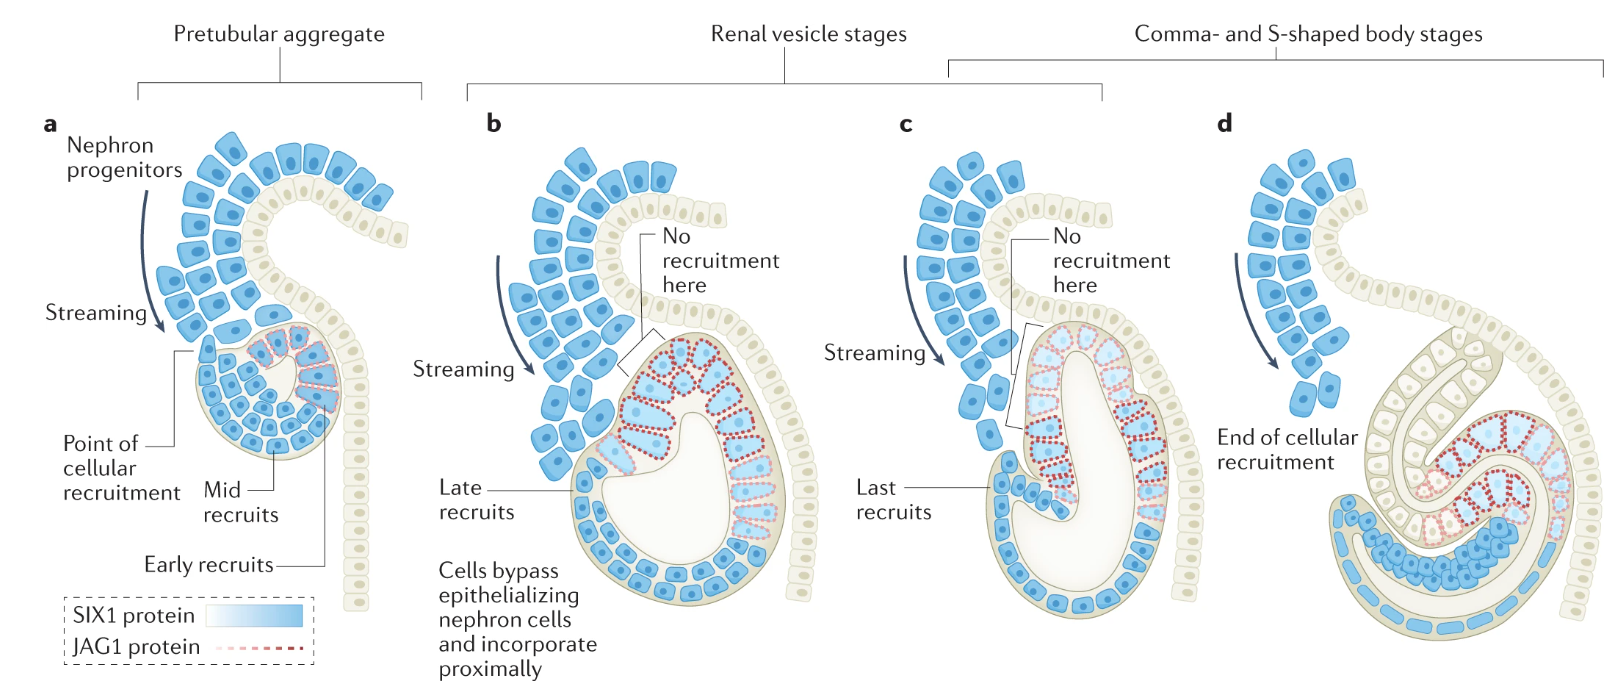 Pretubular aggregate
Renal vesicle stages
Comma- and S-shaped body stages
a
Nephron
progenitors
Streaming
Point of
cellular
recruitment
Mid
recruits
Early recruits
SIX1 protein
JAG1 protein
b
No
recruitment
here
Streaming
Late
recruits
Cells bypass
epithelializing
nephron cells
and incorporate
proximally
c
No
recruitment
here
Streaming
Last
recruits
d
End of cellular
recruitment